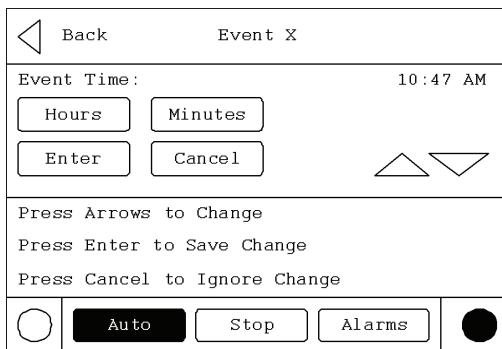 Back Event X
Event Time: 10:47 AM
Hours Minutes
Enter Cancel
Press Arrows to Change
Press Enter to Save Change
Press Cancel to Ignore Change
Auto Stop Alarms